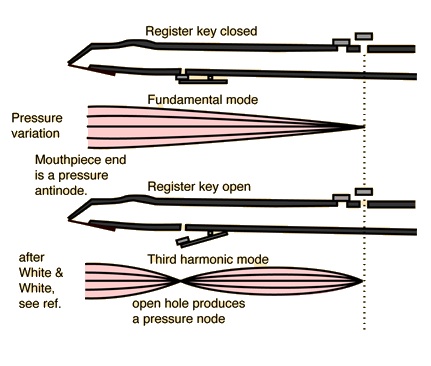 Register key closed
Fundamental mode
Pressure
variation
Mouthpiece end
is a pressure
antinode.
Register key open
after
White &
White,
see ref.
Third harmonic mode
open hole produces
a pressure node